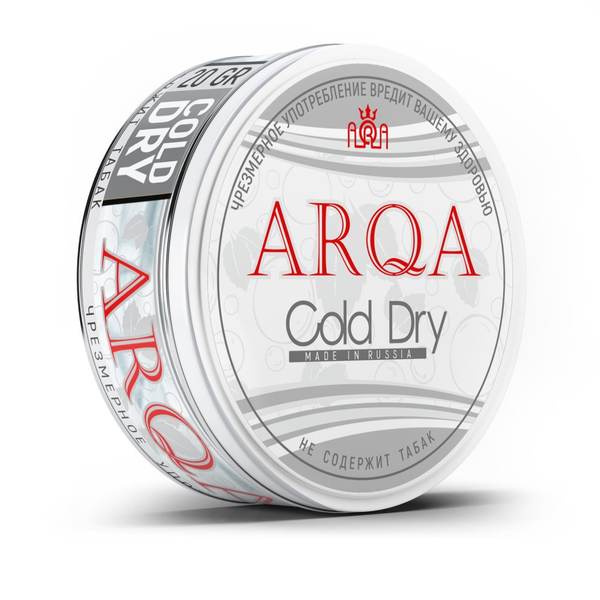 ЧРЕЗМЕРНОЕ УПОТРЕБЛЕНИЕ ВРЕДИТ ВАШЕМУ ЗДОРОВЬЮ
ARQA
ARQA
Cold Dry
MADE IN RUSSIA
НЕ СОДЕРЖИТ ТАБАК
20 GR
COLD
DRY
ТАБАК
ARQA
ЧРЕЗМЕРНОЕ